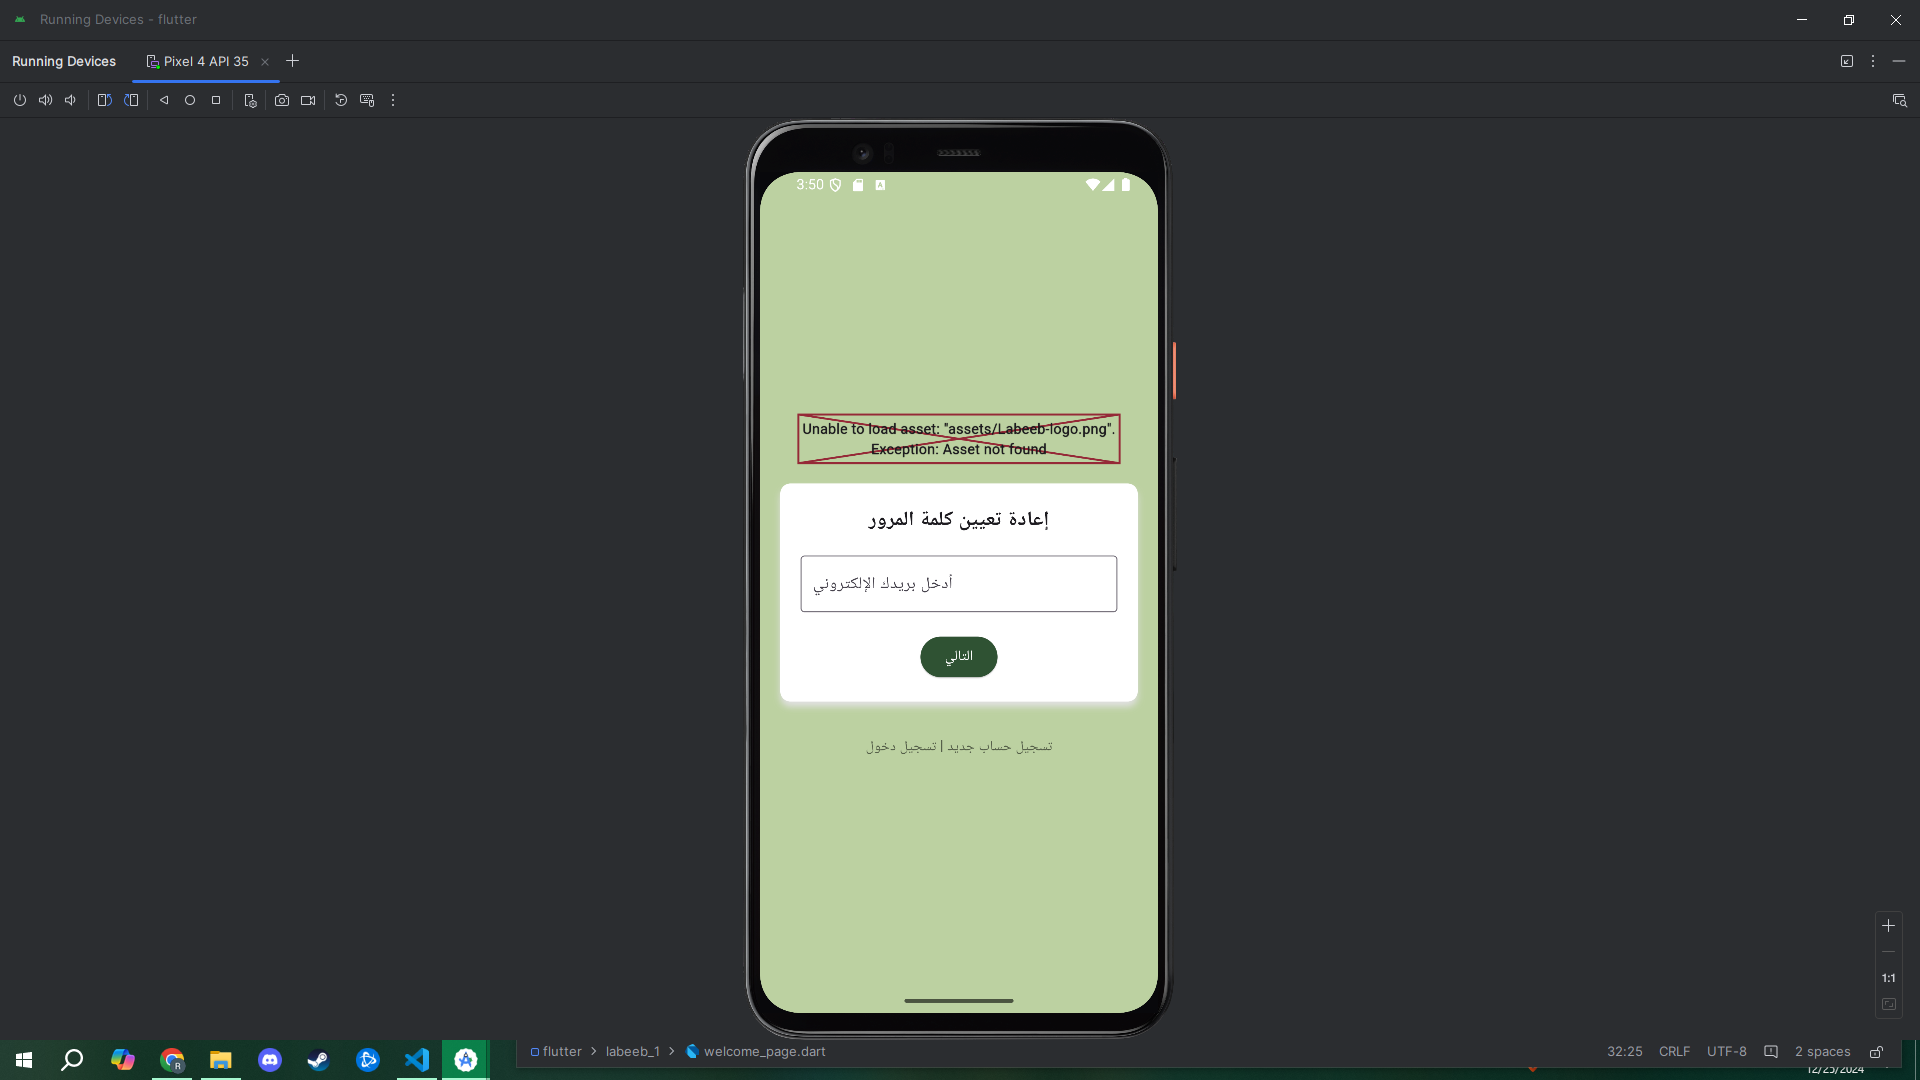 Running Devices - flutter
Running Devices
Pixel 4 API 35
3:50
Unable to load asset: "assets/Labeeb-logo.png".
Exception: Asset not found
إعادة تعيين كلمة المرور
أدخل بريدك الإلكتروني
التالي
تسجيل حساب جديد | تسجيل دخول
1:1
flutter > labeeb_1 > welcome_page.dart
32:25 CRLF UTF-8 2 spaces
12/25/2024